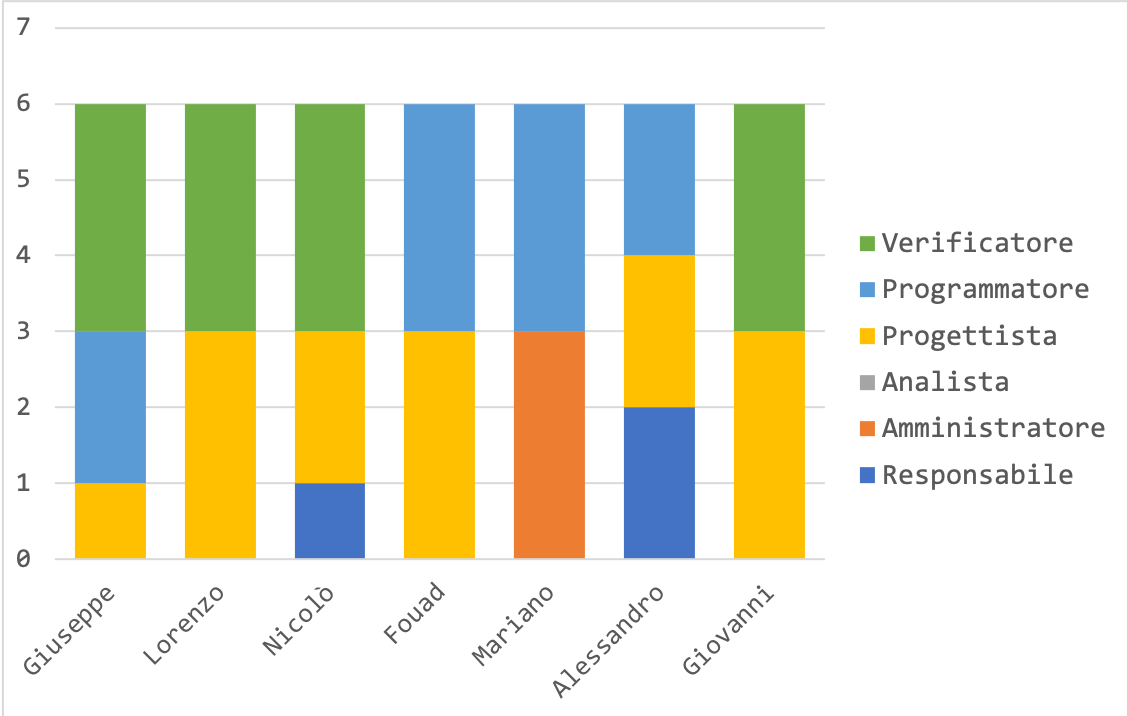 7
6
5
4
3
2
1
0
Giuseppe
Lorenzo
Nicolò
Fouad
Mariano
Alessandro
Giovanni
Verificatore
Programmatore
Progettista
Analista
Amministratore
Responsabile